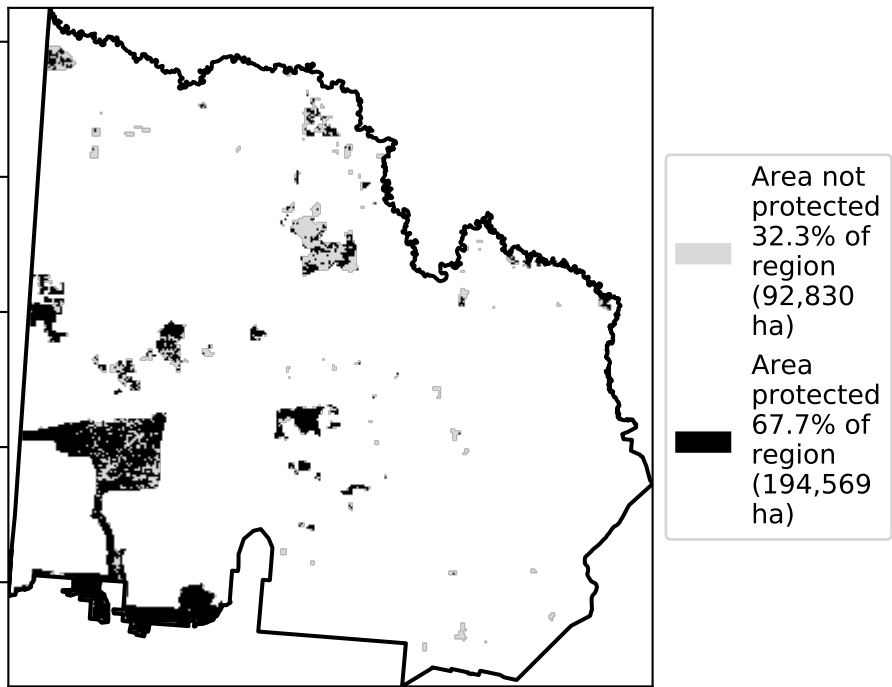 Area not
protected
32.3% of
region
(92,830
ha)
Area
protected
67.7% of
region
(194,569
ha)